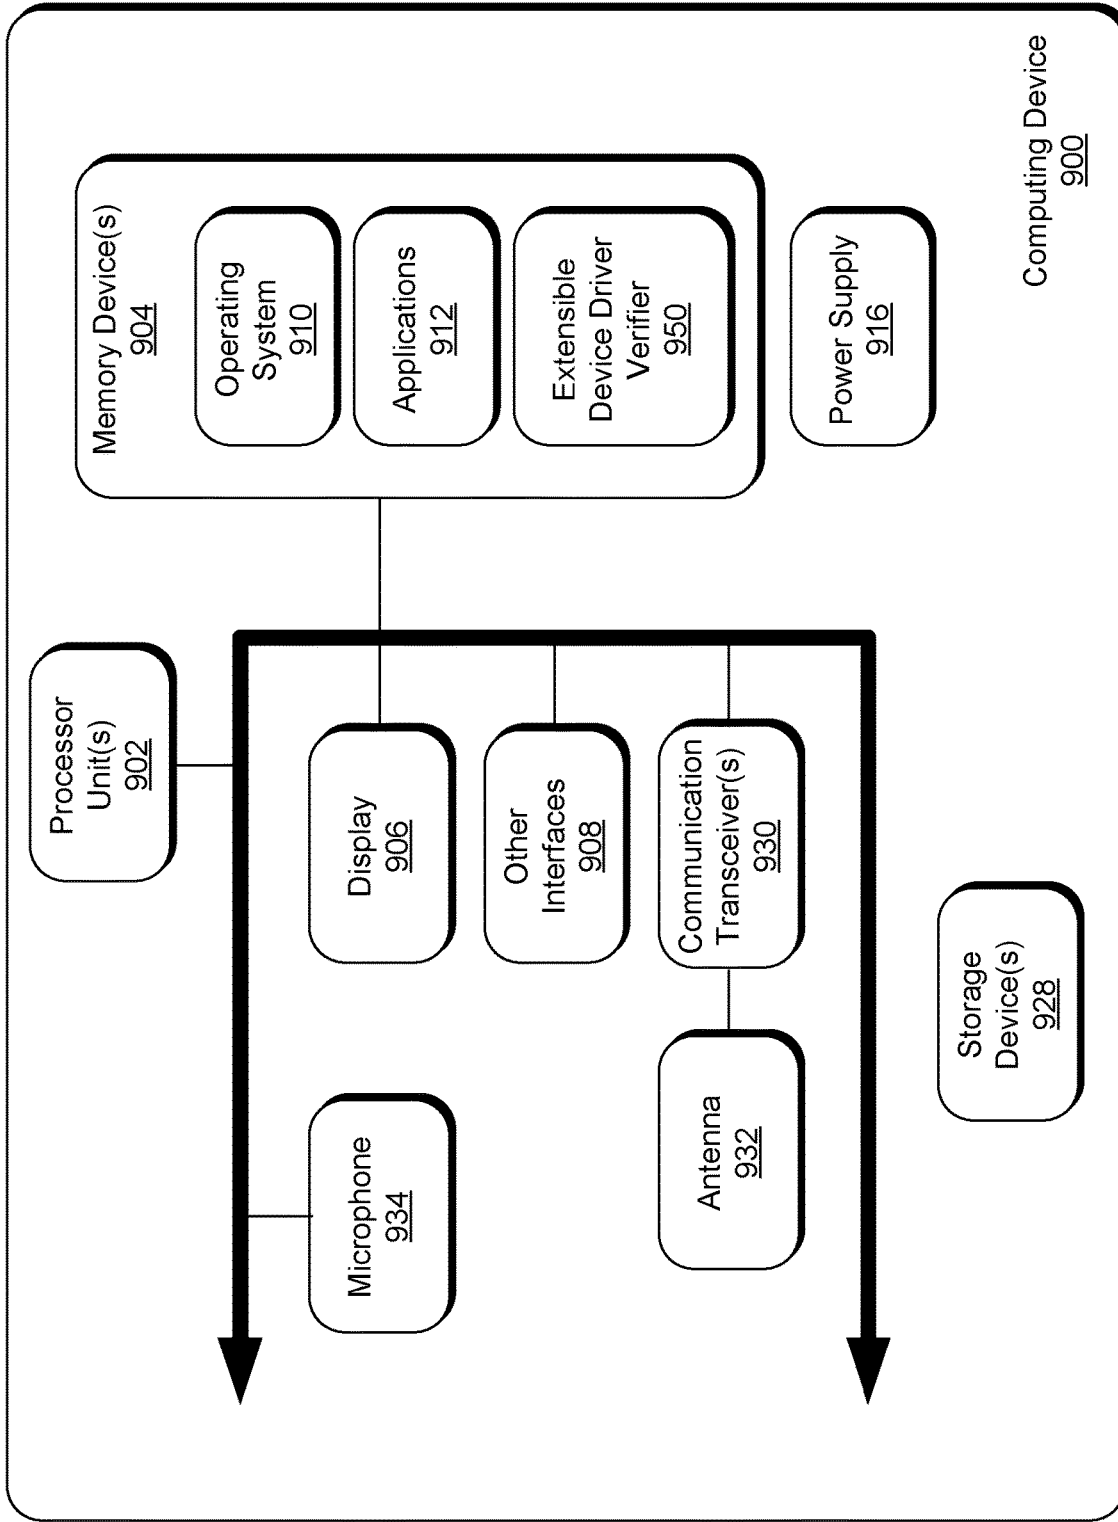 Processor
Unit(s)
902
Memory Device(s)
904
Operating
System
910
Applications
912
Extensible
Device Driver
Verifier
950
Power Supply
916
Microphone
934
Display
906
Other
Interfaces
908
Communication
Transceiver(s)
930
Antenna
932
Storage
Device(s)
928
Computing Device
900